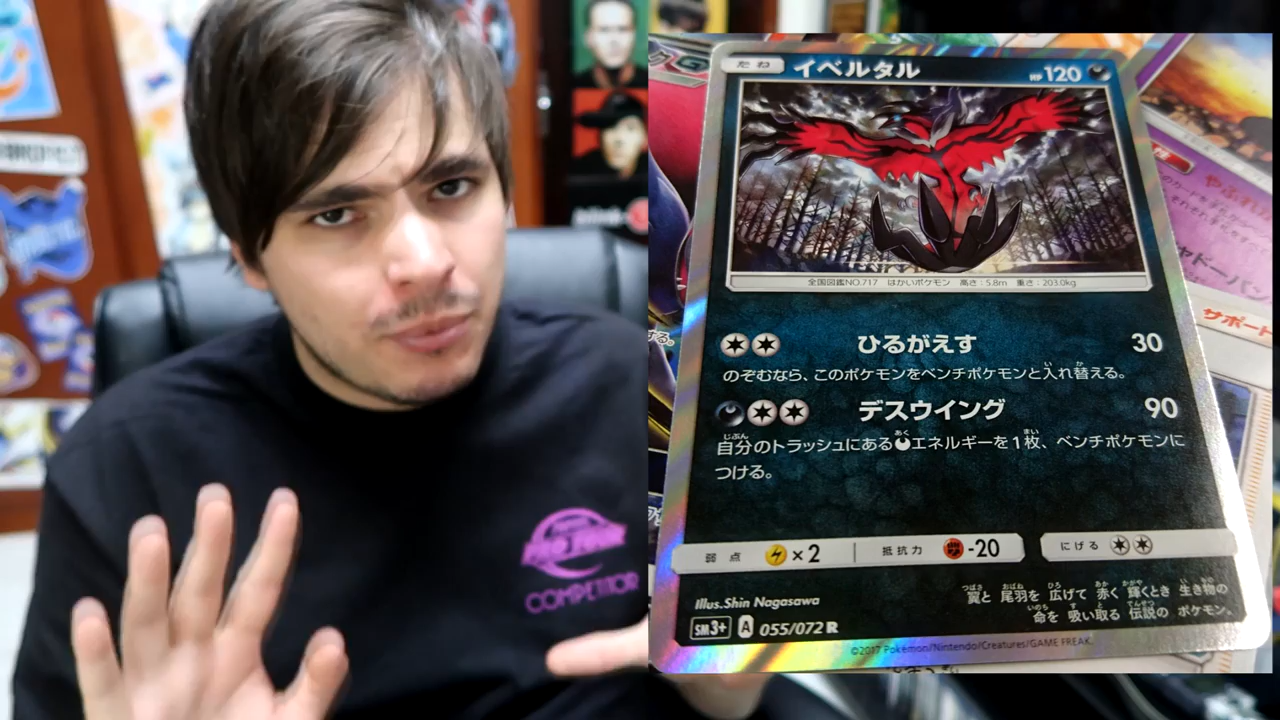 たね イベルタル HP120
全国図鑑NO.717 はかいポケモン 高さ:5.8m 重さ:203.0kg
ひるがえす 30
のぞむなら、このポケモンをベンチポケモンと入れ替える。
デスウイング 90
自分のトラッシュにあるエネルギーを1枚、ベンチポケモンに
つける。
弱点 ×2 抵抗力 -20 にげる
Illus.Shin Nagasawa
翼と 尾羽を 広げて 赤く 輝くとき 生き物の
命を 吸い取る 伝説の ポケモン。
SM3+ A 055/072 R
©2017 Pokémon/Nintendo/Creatures/GAME FREAK.
サポート
PRO TOUR
COMPETITOR